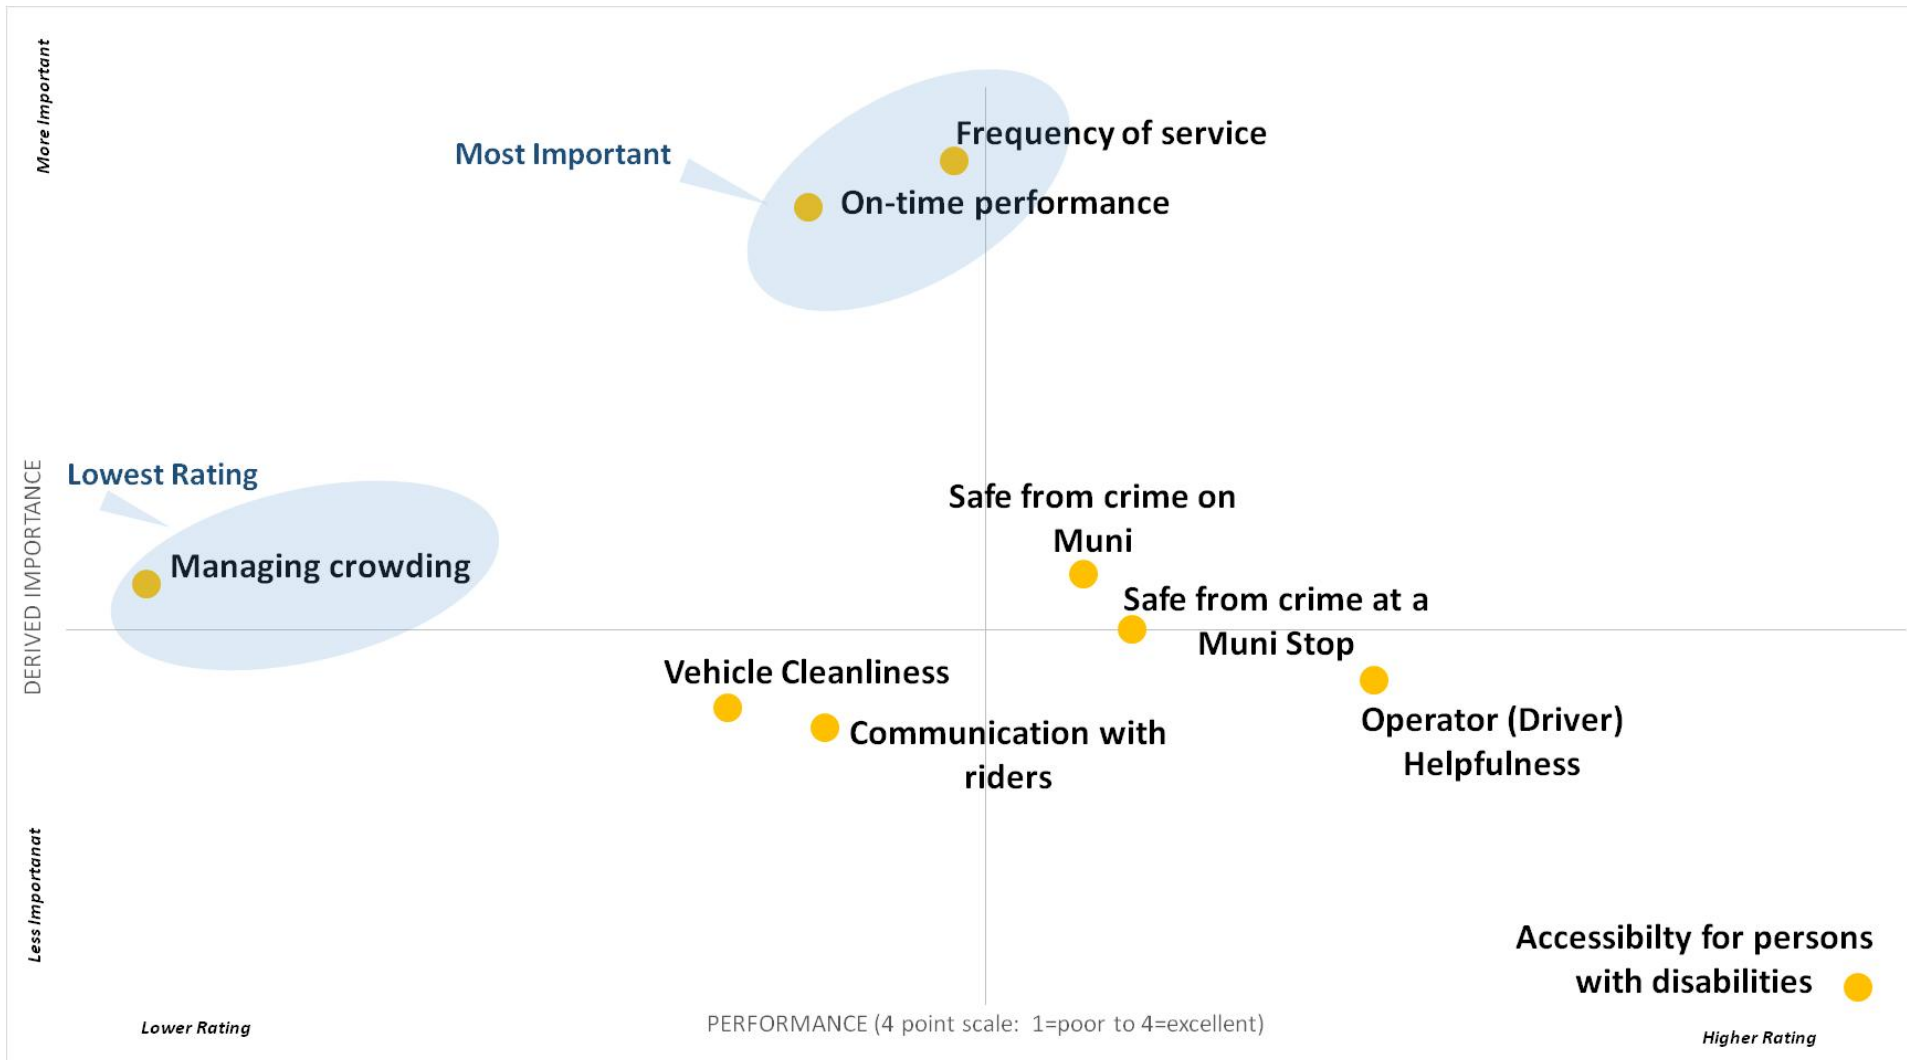 More Important
Frequency of service
Most Important
On-time performance
Lowest Rating
Managing crowding
Safe from crime on
Muni
Safe from crime at a
Muni Stop
DERIVED IMPORTANCE
Vehicle Cleanliness
Communication with
riders
Operator (Driver)
Helpfulness
Less Importanat
Accessibilty for persons
with disabilities
Lower Rating
PERFORMANCE (4 point scale: 1=poor to 4=excellent)
Higher Rating